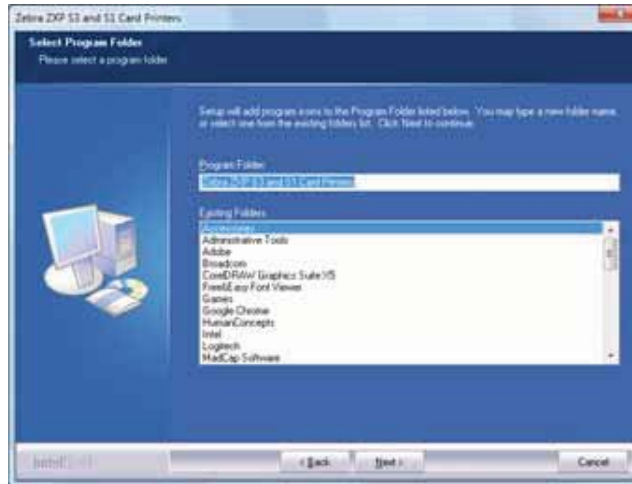 Zebra ZXP S3 and S1 Card Printers
Select Program Folder
Please select a program folder.
Setup will add program icons to the Program Folder listed below. You may type a new folder name,
or select one from the existing folders list. Click Next to continue.
Program Folder:
Zebra ZXP S3 and S1 Card Printers
Existing Folders:
Accessories
Administrative Tools
Adobe
Broadcom
CorelDRAW Graphics Suite X5
Free&Easy Font Viewer
Games
Google Chrome
HumanConcepts
Intel
Logitech
MadCap Software
< Back
Next >
Cancel